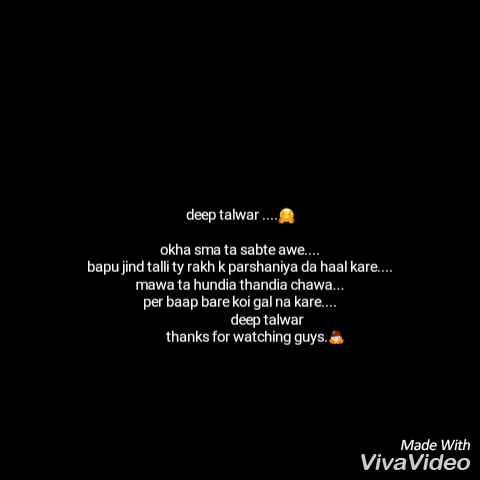 deep talwar ....🤗
okha sma ta sabte awe....
bapu jind talli ty rakh k parshaniya da haal kare....
mawa ta hundia thandia chawa...
per baap bare koi gal na kare....
deep talwar
thanks for watching guys.🙇
Made With
VivaVideo